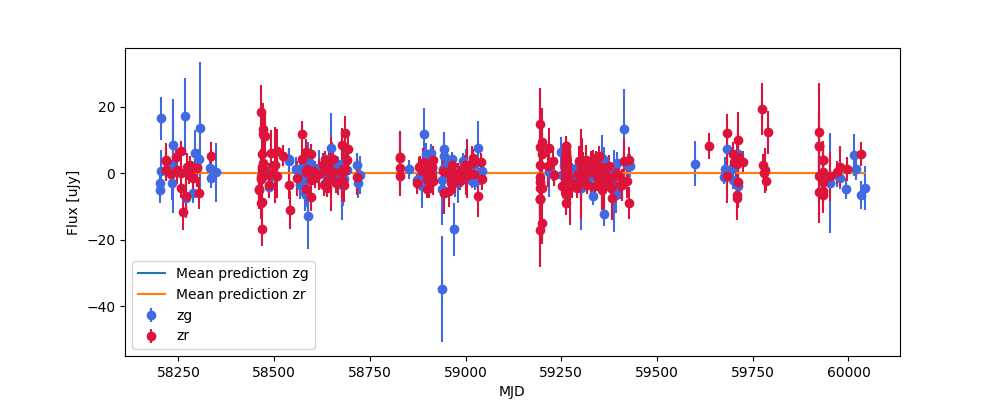 20
0
−20
−40
Flux [uJy]
Mean prediction zg
Mean prediction zr
zg
zr
58250 58500 58750 59000 59250 59500 59750 60000
MJD